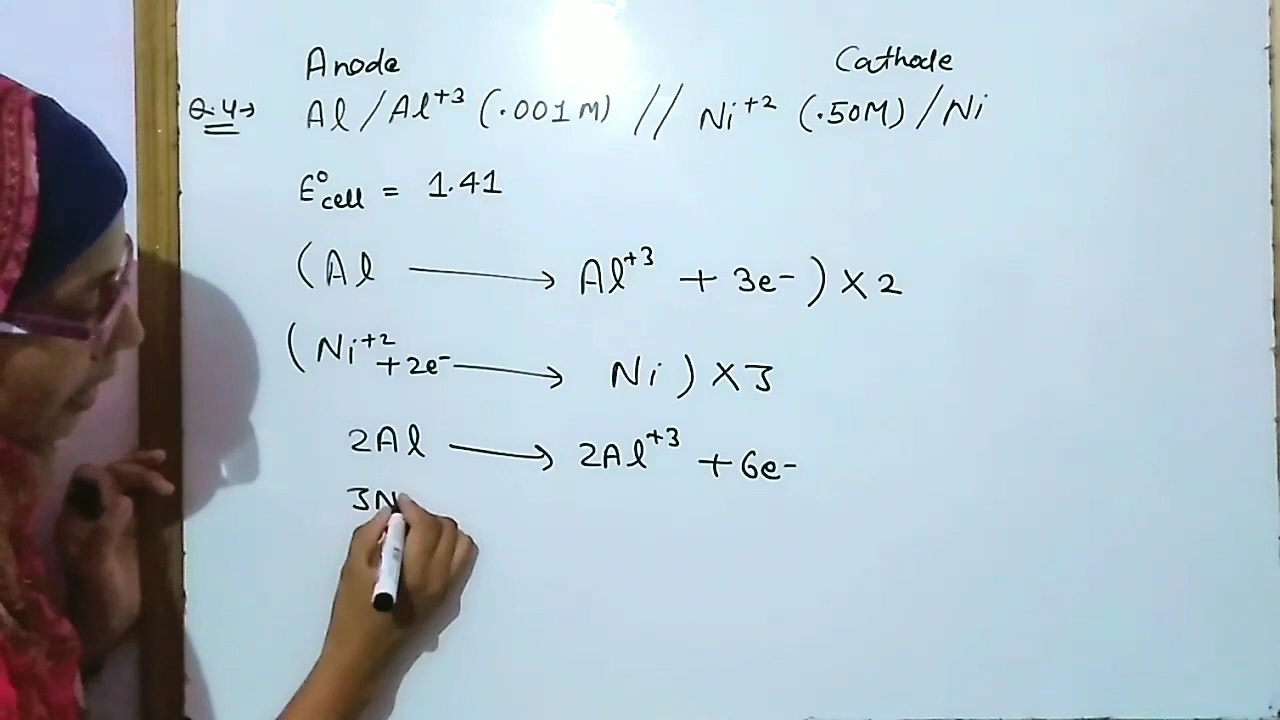 Anode Cathode
Q.4→ Al/Al+3 (.001M) // Ni+2 (.50M)/Ni
E°cell = 1.41
(Al ⟶ Al+3 + 3e-) × 2
(Ni+2 +2e- ⟶ Ni) × 3
2Al ⟶ 2Al+3 + 6e-
3N